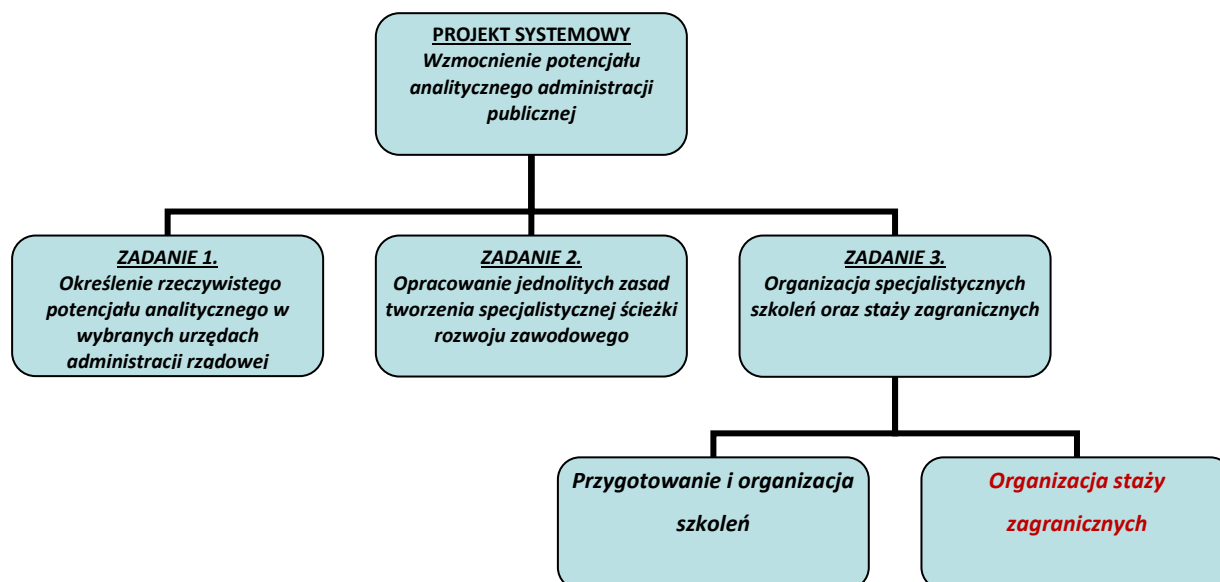 PROJEKT SYSTEMOWY
Wzmocnienie potencjału
analitycznego administracji
publicznej
ZADANIE 1.
Określenie rzeczywistego
potencjału analitycznego w
wybranych urzędach
administracji rządowej
ZADANIE 2.
Opracowanie jednolitych zasad
tworzenia specjalistycznej ścieżki
rozwoju zawodowego
ZADANIE 3.
Organizacja specjalistycznych
szkoleń oraz staży zagranicznych
Przygotowanie i organizacja
szkoleń
Organizacja staży
zagranicznych